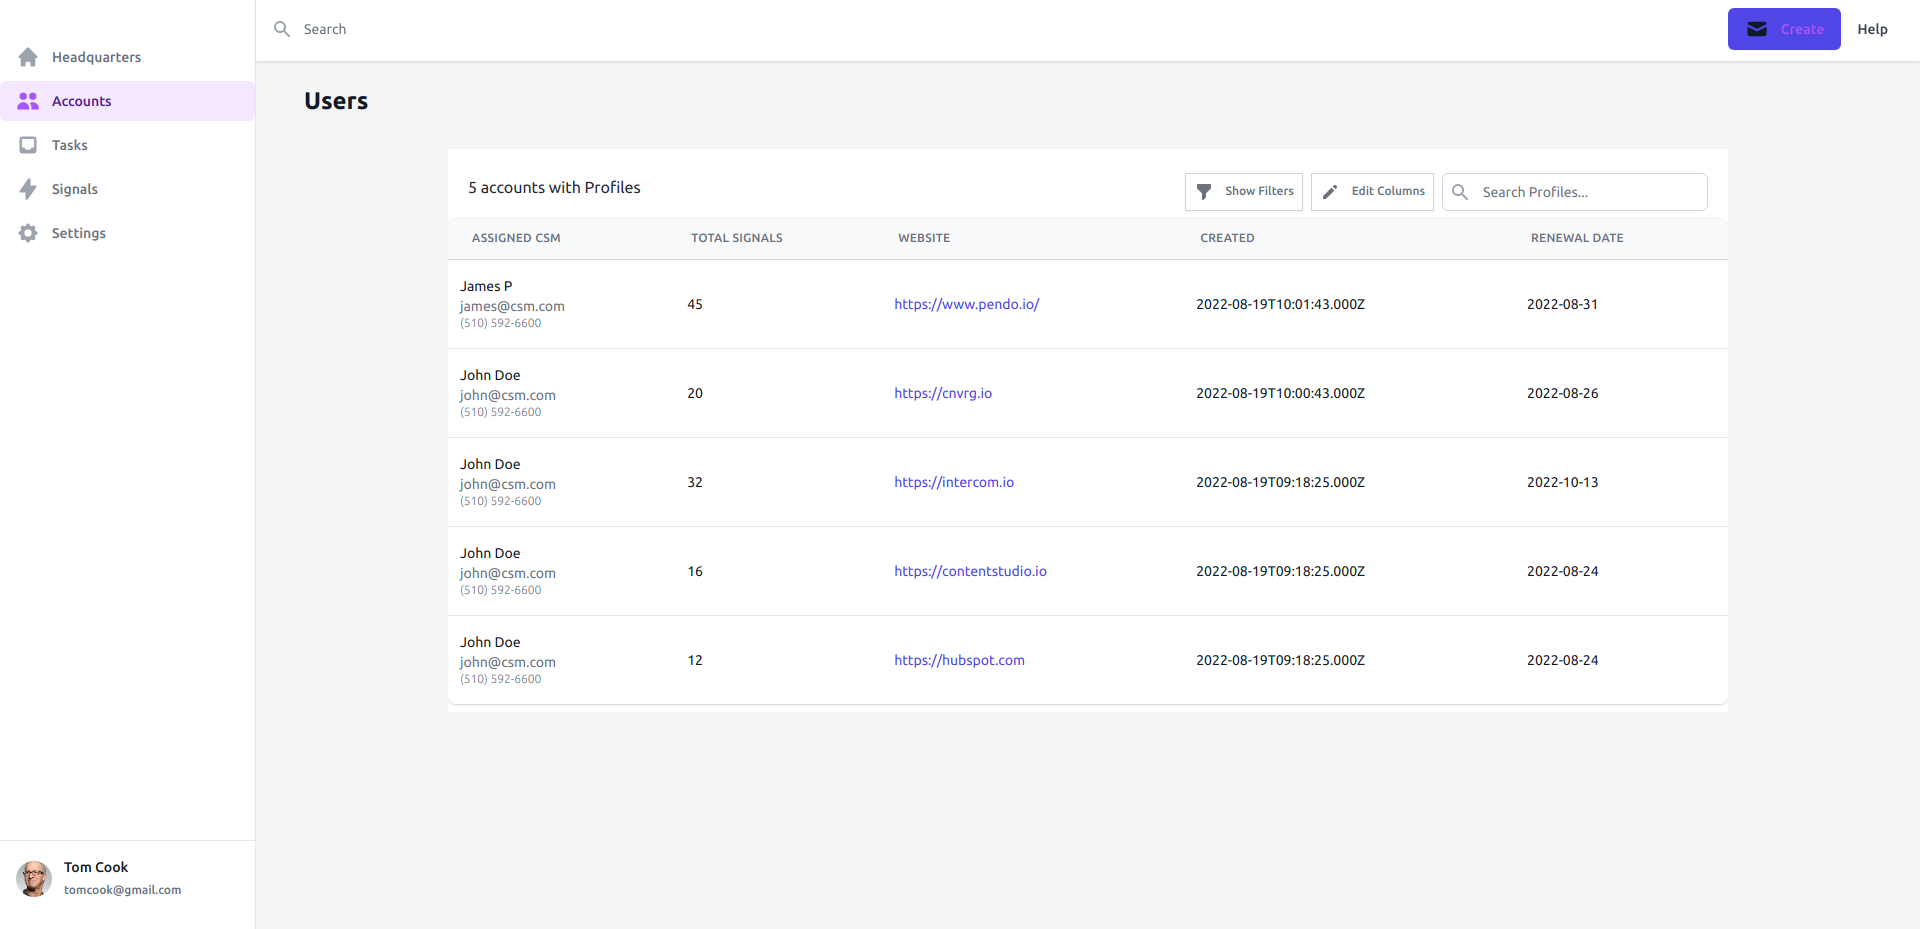 Search
Create
Help
Headquarters
Accounts
Tasks
Signals
Settings
Users
5 accounts with Profiles
Show Filters
Edit Columns
Search Profiles...
ASSIGNED CSM TOTAL SIGNALS WEBSITE CREATED RENEWAL DATE
James P
james@csm.com
(510) 592-6600
45 https://www.pendo.io/ 2022-08-19T10:01:43.000Z 2022-08-31
John Doe
john@csm.com
(510) 592-6600
20 https://cnvrg.io 2022-08-19T10:00:43.000Z 2022-08-26
John Doe
john@csm.com
(510) 592-6600
32 https://intercom.io 2022-08-19T09:18:25.000Z 2022-10-13
John Doe
john@csm.com
(510) 592-6600
16 https://contentstudio.io 2022-08-19T09:18:25.000Z 2022-08-24
John Doe
john@csm.com
(510) 592-6600
12 https://hubspot.com 2022-08-19T09:18:25.000Z 2022-08-24
Tom Cook
tomcook@gmail.com